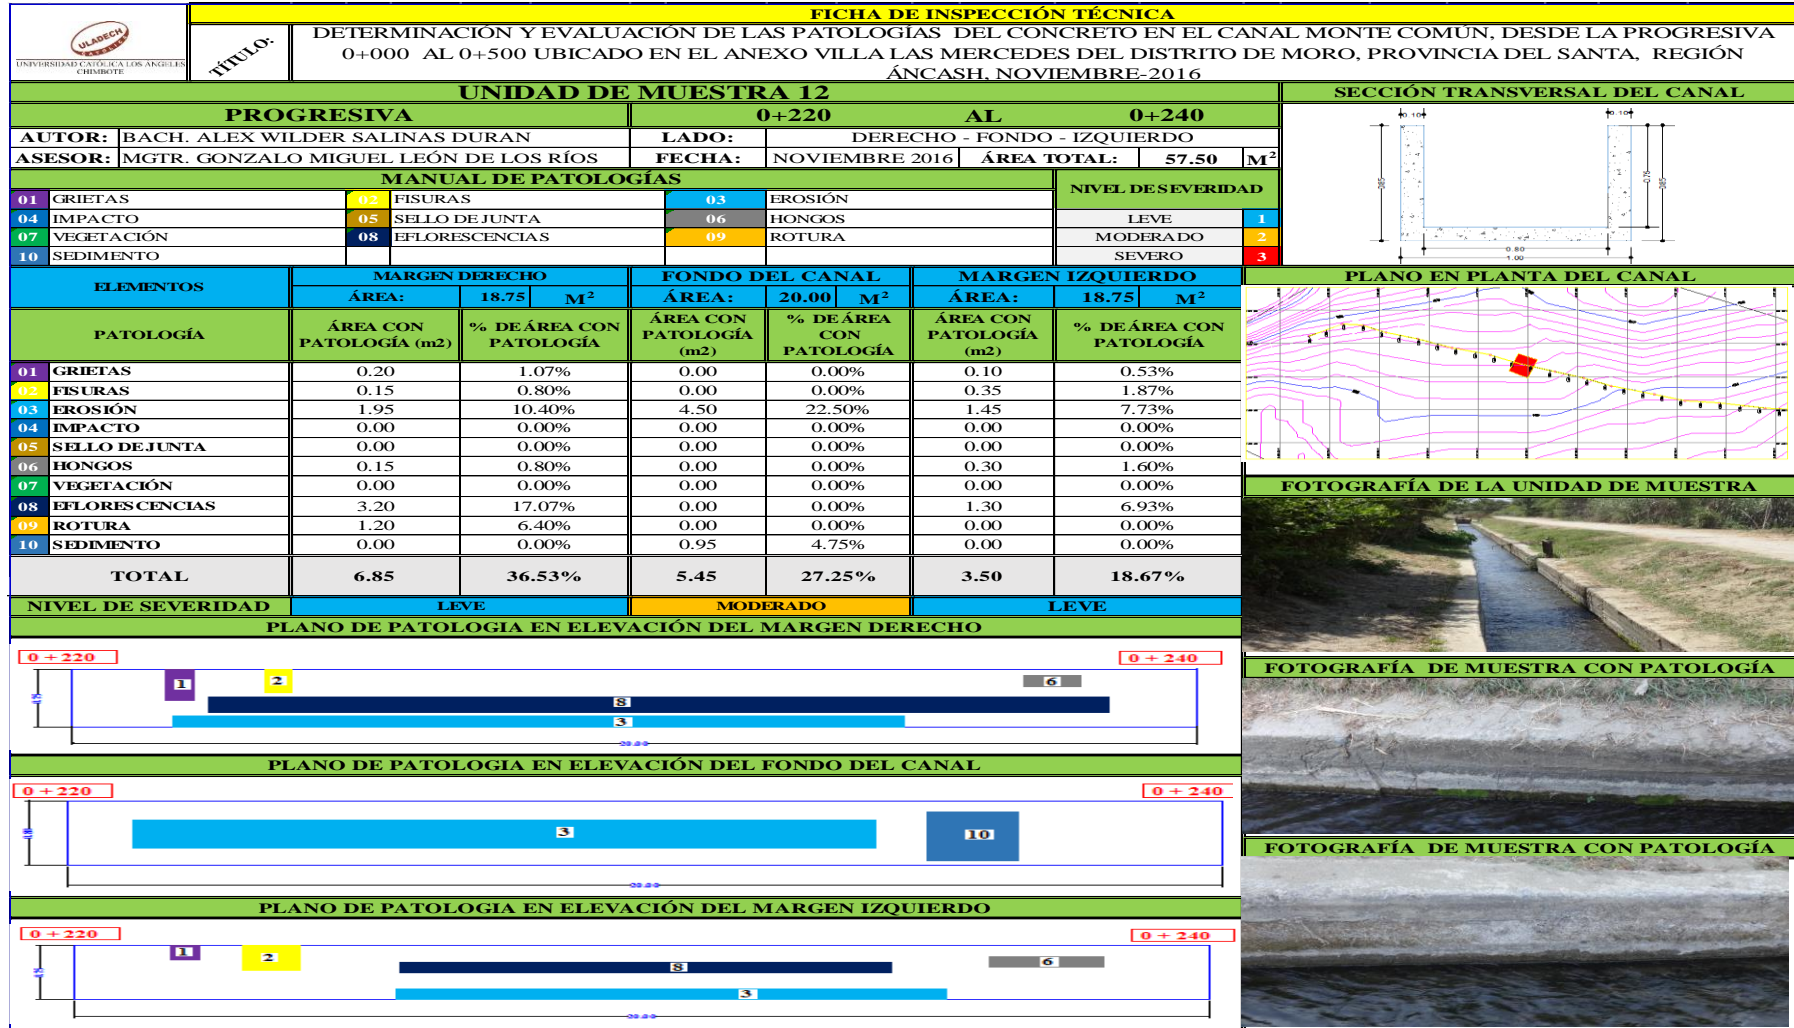 FICHA DE INSPECCIÓN TÉCNICA
ULADECH
CATÓLICA
UNIVERSIDAD CATÓLICA LOS ÁNGELES
CHIMBOTE
TÍTULO:
DETERMINACIÓN Y EVALUACIÓN DE LAS PATOLOGÍAS DEL CONCRETO EN EL CANAL MONTE COMÚN, DESDE LA PROGRESIVA
0+000 AL 0+500 UBICADO EN EL ANEXO VILLA LAS MERCEDES DEL DISTRITO DE MORO, PROVINCIA DEL SANTA, REGIÓN
ÁNCASH, NOVIEMBRE-2016
UNIDAD DE MUESTRA 12
SECCIÓN TRANSVERSAL DEL CANAL
PROGRESIVA 0+220 AL 0+240
AUTOR: BACH. ALEX WILDER SALINAS DURAN LADO: DERECHO - FONDO - IZQUIERDO
ASESOR: MGTR. GONZALO MIGUEL LEÓN DE LOS RÍOS FECHA: NOVIEMBRE 2016 ÁREA TOTAL: 57.50 M²
0.10 0.10
0.85 0.75 0.85
0.80
1.00
MANUAL DE PATOLOGÍAS NIVEL DE SEVERIDAD
01 GRIETAS 02 FISURAS 03 EROSIÓN
04 IMPACTO 05 SELLO DE JUNTA 06 HONGOS LEVE 1
07 VEGETACIÓN 08 EFLORESCENCIAS 09 ROTURA MODERADO 2
10 SEDIMENTO SEVERO 3
ELEMENTOS MARGEN DERECHO FONDO DEL CANAL MARGEN IZQUIERDO
ÁREA: 18.75 M² ÁREA: 20.00 M² ÁREA: 18.75 M²
PLANO EN PLANTA DEL CANAL
PATOLOGÍA ÁREA CON PATOLOGÍA (m2) % DE ÁREA CON PATOLOGÍA ÁREA CON PATOLOGÍA (m2) % DE ÁREA CON PATOLOGÍA ÁREA CON PATOLOGÍA (m2) % DE ÁREA CON PATOLOGÍA
01 GRIETAS 0.20 1.07% 0.00 0.00% 0.10 0.53%
02 FISURAS 0.15 0.80% 0.00 0.00% 0.35 1.87%
03 EROSIÓN 1.95 10.40% 4.50 22.50% 1.45 7.73%
04 IMPACTO 0.00 0.00% 0.00 0.00% 0.00 0.00%
05 SELLO DE JUNTA 0.00 0.00% 0.00 0.00% 0.00 0.00%
06 HONGOS 0.15 0.80% 0.00 0.00% 0.30 1.60%
07 VEGETACIÓN 0.00 0.00% 0.00 0.00% 0.00 0.00%
08 EFLORESCENCIAS 3.20 17.07% 0.00 0.00% 1.30 6.93%
09 ROTURA 1.20 6.40% 0.00 0.00% 0.00 0.00%
10 SEDIMENTO 0.00 0.00% 0.95 4.75% 0.00 0.00%
TOTAL 6.85 36.53% 5.45 27.25% 3.50 18.67%
NIVEL DE SEVERIDAD LEVE MODERADO LEVE
FOTOGRAFÍA DE LA UNIDAD DE MUESTRA
PLANO DE PATOLOGIA EN ELEVACIÓN DEL MARGEN DERECHO
0 + 220 0 + 240
1 2 6
8
3
FOTOGRAFÍA DE MUESTRA CON PATOLOGÍA
PLANO DE PATOLOGIA EN ELEVACIÓN DEL FONDO DEL CANAL
0 + 220 0 + 240
3 10
FOTOGRAFÍA DE MUESTRA CON PATOLOGÍA
PLANO DE PATOLOGIA EN ELEVACIÓN DEL MARGEN IZQUIERDO
0 + 220 0 + 240
1 2 8 6
3